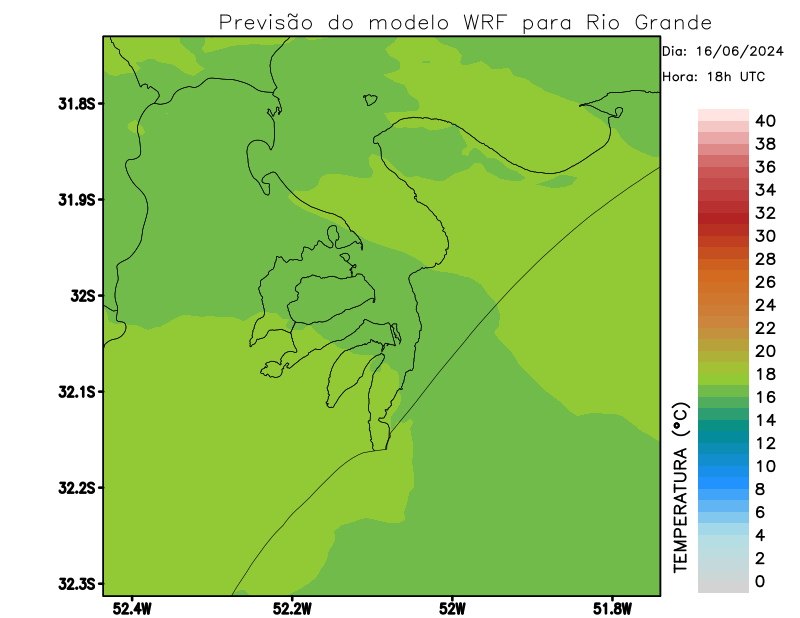 Previsão do modelo WRF para Rio Grande
Dia: 16/06/2024
Hora: 18h UTC
31.8S
31.9S
32S
32.1S
32.2S
32.3S
52.4W
52.2W
52W
51.8W
TEMPERATURA (°C)
40
38
36
34
32
30
28
26
24
22
20
18
16
14
12
10
8
6
4
2
0